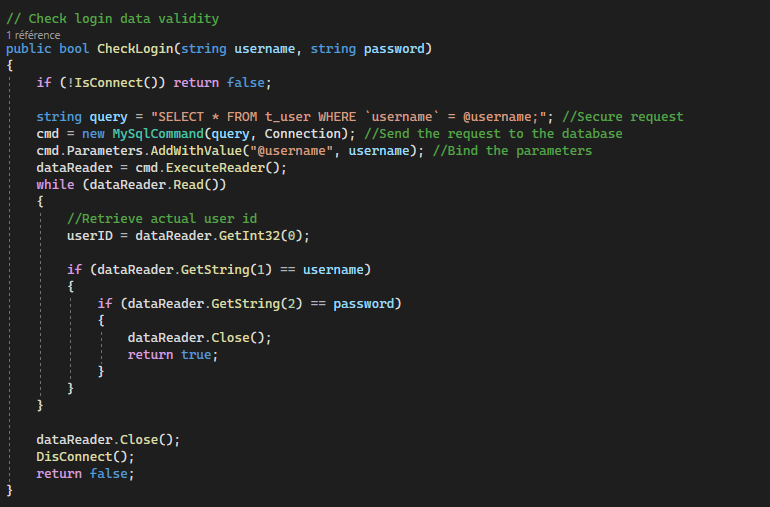 // Check login data validity
1 référence
public bool CheckLogin(string username, string password)
{
if (!IsConnect()) return false;
string query = "SELECT * FROM t_user WHERE `username` = @username;"; //Secure request
cmd = new MySqlCommand(query, Connection); //Send the request to the database
cmd.Parameters.AddWithValue("@username", username); //Bind the parameters
dataReader = cmd.ExecuteReader();
while (dataReader.Read())
{
//Retrieve actual user id
userID = dataReader.GetInt32(0);
if (dataReader.GetString(1) == username)
{
if (dataReader.GetString(2) == password)
{
dataReader.Close();
return true;
}
}
}
dataReader.Close();
DisConnect();
return false;
}